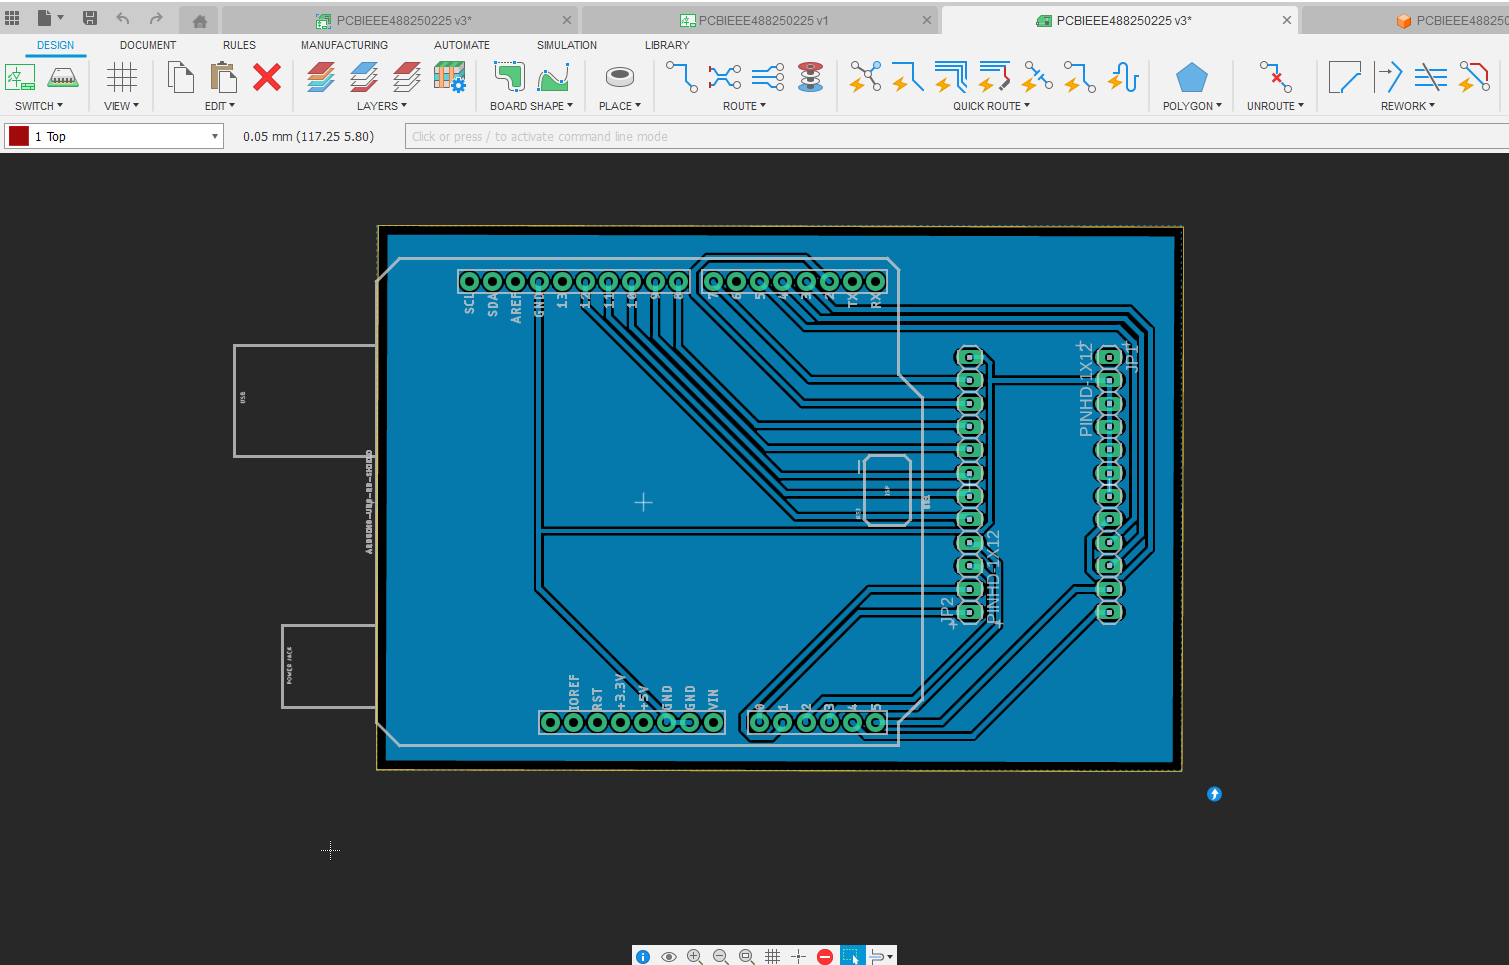 PCBIEEE488250225 v3*
PCBIEEE488250225 v1
PCBIEEE488250225 v3*
PCBIEEE48825
DESIGN DOCUMENT RULES MANUFACTURING AUTOMATE SIMULATION LIBRARY
SWITCH VIEW EDIT LAYERS BOARD SHAPE PLACE ROUTE QUICK ROUTE POLYGON UNROUTE REWORK
1 Top
0.05 mm (117.25 5.80)
Click or press / to activate command line mode
SCL SDA AREF GND 13 12 11 10 9 8 7 6 5 4 3 2 TX RX
PINHD-1X12
JP1
USB
ARDUINO-UNO-R3-SHIELD
PINHD-1X12
JP2
POWER JACK
IOREF RST +3.3V +5V GND GND VIN 0 1 2 3 4 5